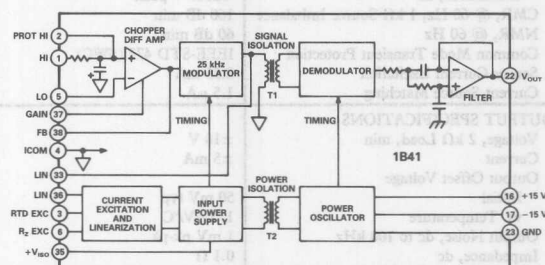 CHOPPER
DIFF AMP
SIGNAL
ISOLATION
PROT HI 2
HI 1
LO 5
GAIN 37
FB 38
ICOM 4
LIN 33
LIN 36
RTD EXC 3
RZ EXC 6
+VISO 35
25 kHz
MODULATOR
T1
DEMODULATOR
FILTER
22 VOUT
TIMING
TIMING
1B41
CURRENT
EXCITATION
AND
LINEARIZATION
INPUT
POWER
SUPPLY
POWER
ISOLATION
T2
POWER
OSCILLATOR
16 +15 V
17 −15 V
23 GND